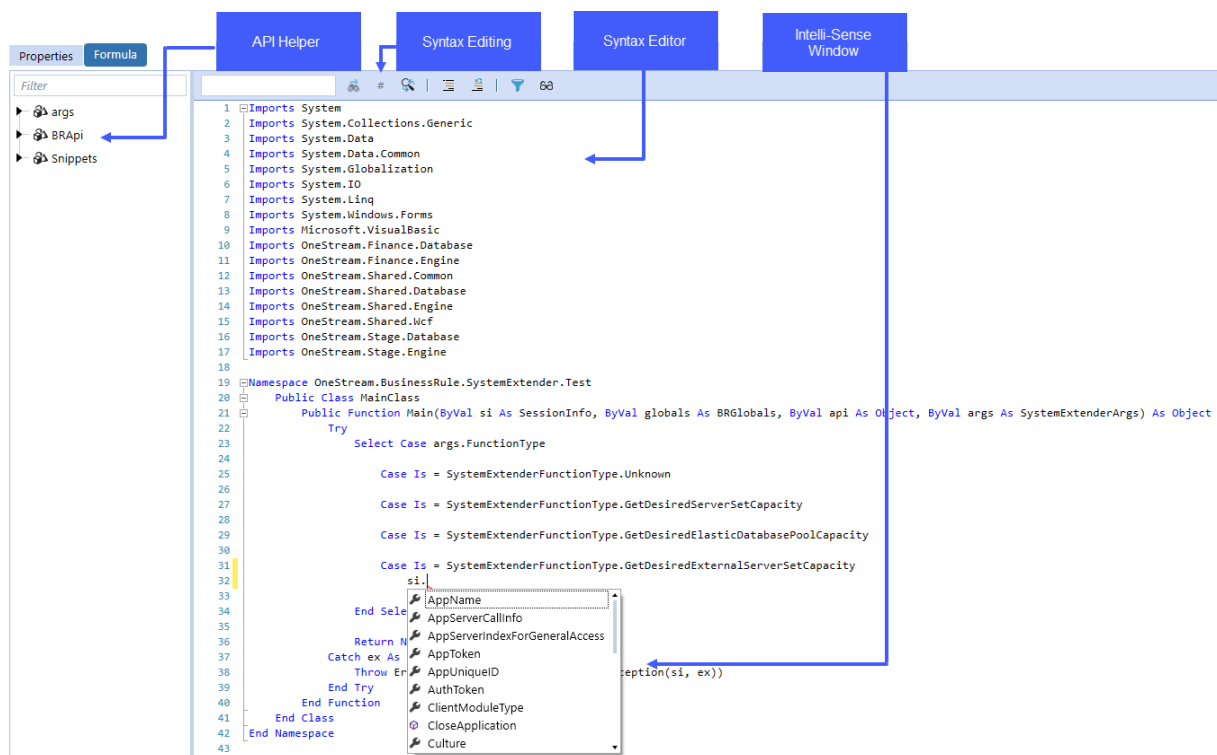 API Helper
Syntax Editing
Syntax Editor
Intelli-Sense
Window
Properties
Formula
Filter
#
args
BRApi
Snippets
1 Imports System
2 Imports System.Collections.Generic
3 Imports System.Data
4 Imports System.Data.Common
5 Imports System.Globalization
6 Imports System.IO
7 Imports System.Linq
8 Imports System.Windows.Forms
9 Imports Microsoft.VisualBasic
10 Imports OneStream.Finance.Database
11 Imports OneStream.Finance.Engine
12 Imports OneStream.Shared.Common
13 Imports OneStream.Shared.Database
14 Imports OneStream.Shared.Engine
15 Imports OneStream.Shared.Wcf
16 Imports OneStream.Stage.Database
17 Imports OneStream.Stage.Engine
18
19 Namespace OneStream.BusinessRule.SystemExtender.Test
20 Public Class MainClass
21 Public Function Main(ByVal si As SessionInfo, ByVal globals As BRGlobals, ByVal api As Object, ByVal args As SystemExtenderArgs) As Object
22 Try
23 Select Case args.FunctionType
24
25 Case Is = SystemExtenderFunctionType.Unknown
26
27 Case Is = SystemExtenderFunctionType.GetDesiredServerSetCapacity
28
29 Case Is = SystemExtenderFunctionType.GetDesiredElasticDatabasePoolCapacity
30
31 Case Is = SystemExtenderFunctionType.GetDesiredExternalServerSetCapacity
32 si.
33
34 End Sele
35
36 Return N
37 Catch ex As
38 Throw Er eption(si, ex))
39 End Try
40 End Function
41 End Class
42 End Namespace
43
AppName
AppServerCallInfo
AppServerIndexForGeneralAccess
AppToken
AppUniqueID
AuthToken
ClientModuleType
CloseApplication
Culture